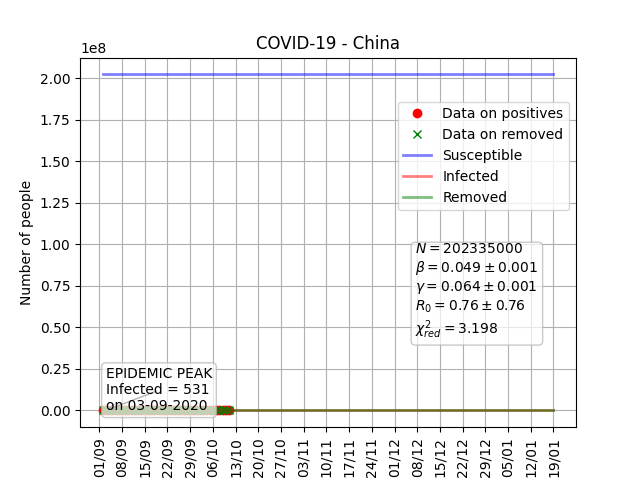 COVID-19 - China
1e8
2.00
1.75
1.50
1.25
1.00
0.75
0.50
0.25
0.00
Number of people
Data on positives
Data on removed
Susceptible
Infected
Removed
N = 202335000
β = 0.049 ± 0.001
γ = 0.064 ± 0.001
R₀ = 0.76 ± 0.76
χ²_red = 3.198
EPIDEMIC PEAK
Infected = 531
on 03-09-2020
01/09
08/09
15/09
22/09
29/09
06/10
13/10
20/10
27/10
03/11
10/11
17/11
24/11
01/12
08/12
15/12
22/12
29/12
05/01
12/01
19/01